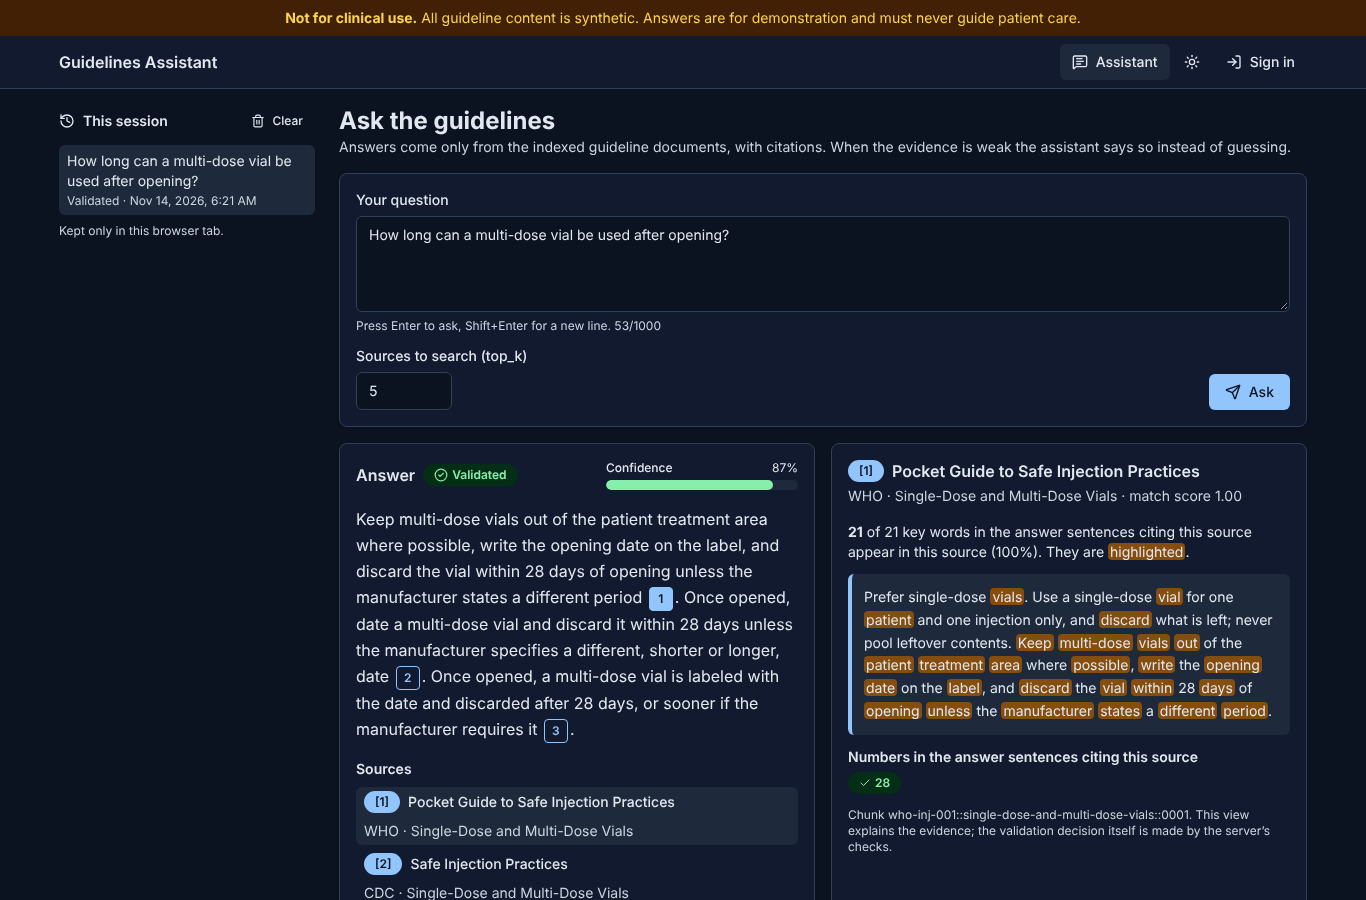 Not for clinical use. All guideline content is synthetic. Answers are for demonstration and must never guide patient care.
Guidelines Assistant
Assistant
Sign in
This session
Clear
How long can a multi-dose vial be
used after opening?
Validated · Nov 14, 2026, 6:21 AM
Kept only in this browser tab.
Ask the guidelines
Answers come only from the indexed guideline documents, with citations. When the evidence is weak the assistant says so instead of guessing.
Your question
How long can a multi-dose vial be used after opening?
Press Enter to ask, Shift+Enter for a new line. 53/1000
Sources to search (top_k)
5
Ask
Answer
Validated
Confidence
87%
Keep multi-dose vials out of the patient treatment area
where possible, write the opening date on the label, and
discard the vial within 28 days of opening unless the
manufacturer states a different period 1. Once opened,
date a multi-dose vial and discard it within 28 days unless
the manufacturer specifies a different, shorter or longer,
date 2. Once opened, a multi-dose vial is labeled with
the date and discarded after 28 days, or sooner if the
manufacturer requires it 3.
Sources
[1] Pocket Guide to Safe Injection Practices
WHO · Single-Dose and Multi-Dose Vials
[2] Safe Injection Practices
CDC · Single-Dose and Multi-Dose Vials
[1] Pocket Guide to Safe Injection Practices
WHO · Single-Dose and Multi-Dose Vials · match score 1.00
21 of 21 key words in the answer sentences citing this source
appear in this source (100%). They are highlighted.
Prefer single-dose vials. Use a single-dose vial for one
patient and one injection only, and discard what is left; never
pool leftover contents. Keep multi-dose vials out of the
patient treatment area where possible, write the opening
date on the label, and discard the vial within 28 days of
opening unless the manufacturer states a different period.
Numbers in the answer sentences citing this source
28
Chunk who-inj-001::single-dose-and-multi-dose-vials::0001. This view
explains the evidence; the validation decision itself is made by the server’s
checks.